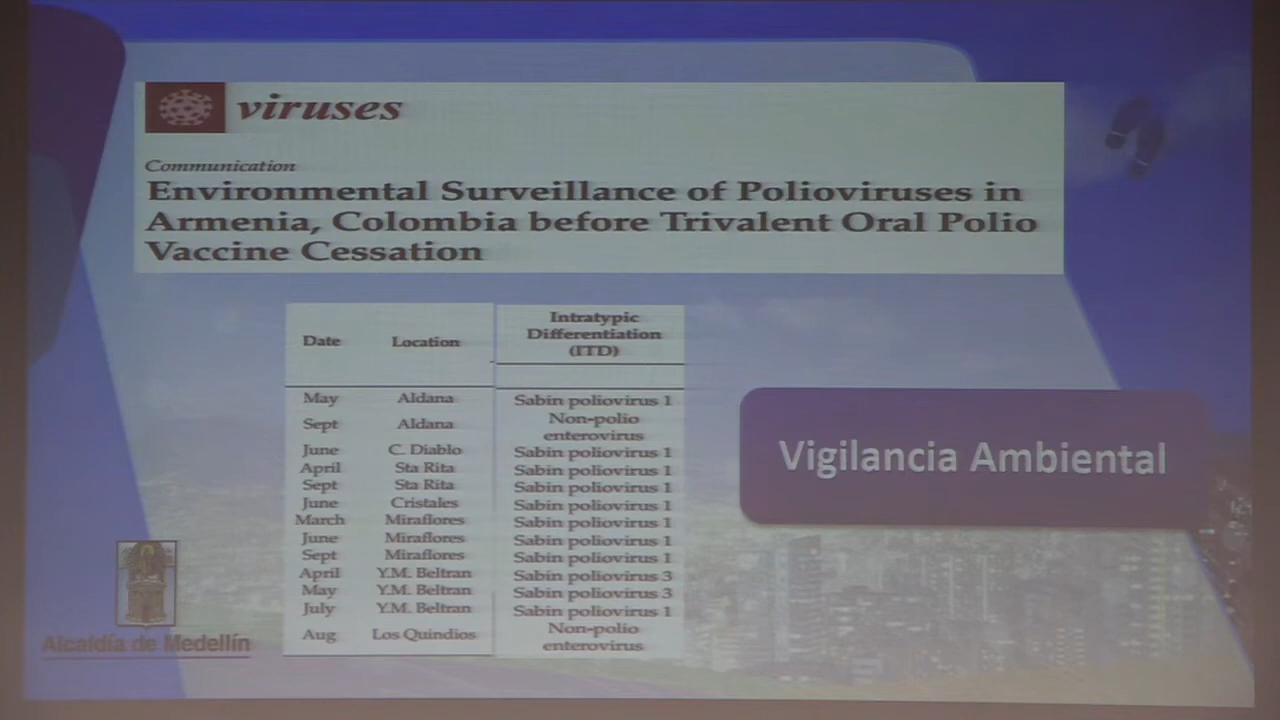 viruses
Communication
Environmental Surveillance of Polioviruses in
Armenia, Colombia before Trivalent Oral Polio
Vaccine Cessation
Date Location Intratypic Differentiation (ITD)
May Aldana Sabin poliovirus 1
Sept Aldana Non-polio enterovirus
June C. Diablo Sabin poliovirus 1
April Sta Rita Sabin poliovirus 1
Sept Sta Rita Sabin poliovirus 1
June Cristales Sabin poliovirus 1
March Miraflores Sabin poliovirus 1
June Miraflores Sabin poliovirus 1
Sept Miraflores Sabin poliovirus 1
April Y.M. Beltran Sabin poliovirus 3
May Y.M. Beltran Sabin poliovirus 3
July Y.M. Beltran Sabin poliovirus 1
Aug Los Quindios Non-polio enterovirus
Vigilancia Ambiental
Alcaldía de Medellín